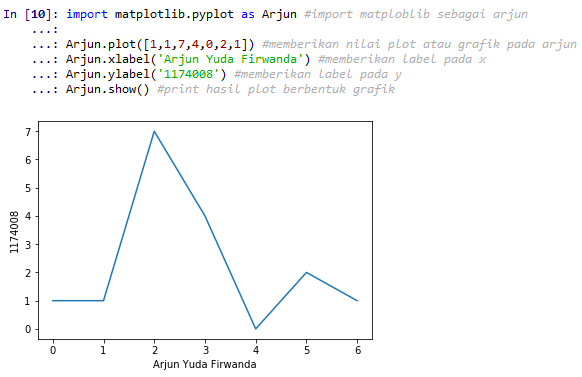 In [10]: import matplotlib.pyplot as Arjun #import matploblib sebagai arjun
...:
...: Arjun.plot([1,1,7,4,0,2,1]) #memberikan nilai plot atau grafik pada arjun
...: Arjun.xlabel('Arjun Yuda Firwanda') #memberikan label pada x
...: Arjun.ylabel('1174008') #memberikan label pada y
...: Arjun.show() #print hasil plot berbentuk grafik
7
6
5
4
3
2
1
0
1174008
0 1 2 3 4 5 6
Arjun Yuda Firwanda